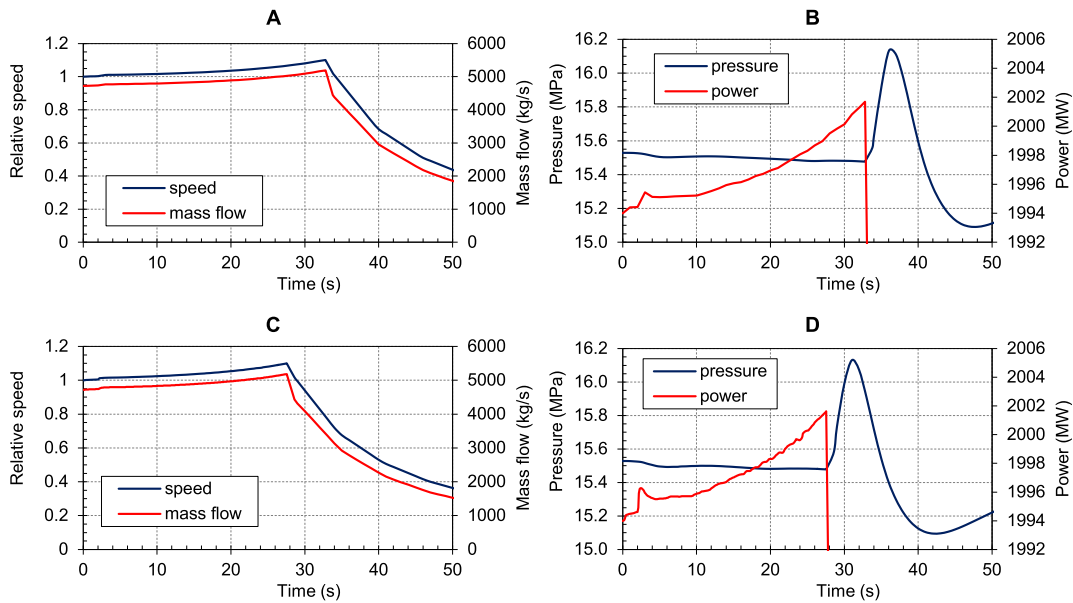 A
1.2
1
0.8
0.6
0.4
0.2
0
Relative speed
6000
5000
4000
3000
2000
1000
0
Mass flow (kg/s)
speed
mass flow
0 10 20 30 40 50
Time (s)
B
16.2
16.0
15.8
15.6
15.4
15.2
15.0
Pressure (MPa)
2006
2004
2002
2000
1998
1996
1994
1992
Power (MW)
pressure
power
0 10 20 30 40 50
Time (s)
C
1.2
1
0.8
0.6
0.4
0.2
0
Relative speed
6000
5000
4000
3000
2000
1000
0
Mass flow (kg/s)
speed
mass flow
0 10 20 30 40 50
Time (s)
D
16.2
16.0
15.8
15.6
15.4
15.2
15.0
Pressure (MPa)
2006
2004
2002
2000
1998
1996
1994
1992
Power (MW)
pressure
power
0 10 20 30 40 50
Time (s)